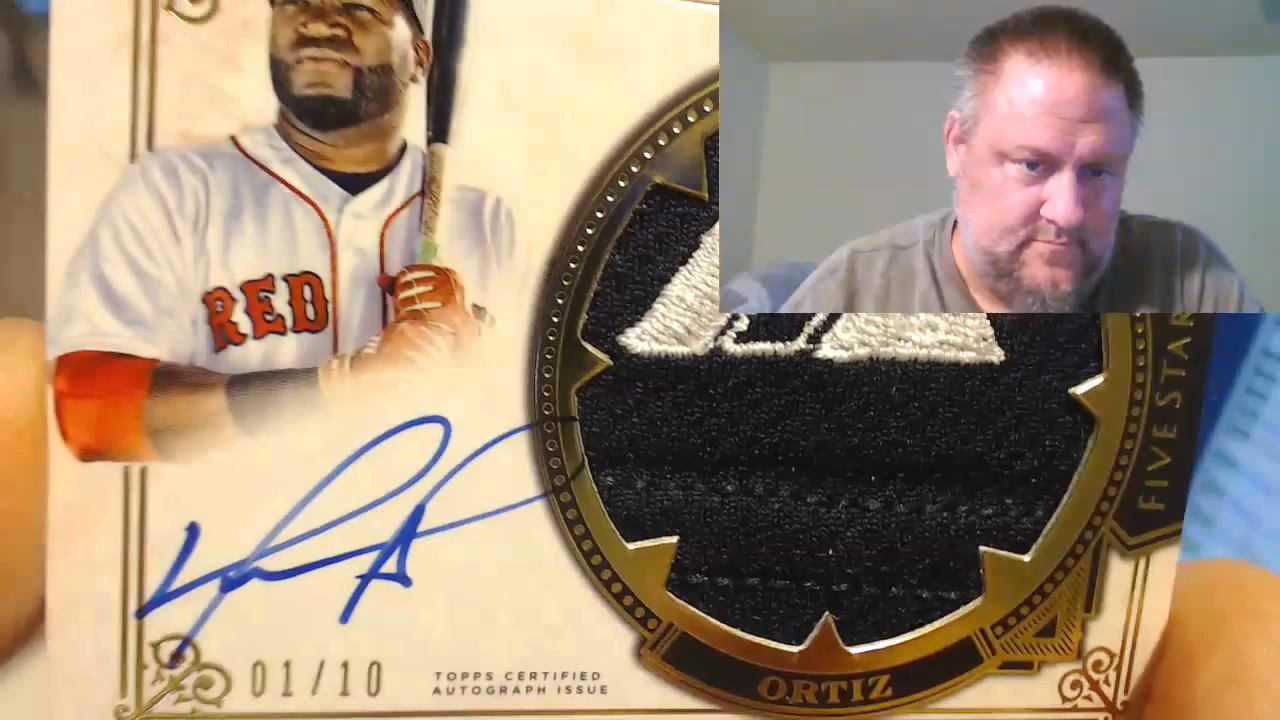 RED
FIVE STAR
01/10
TOPPS CERTIFIED
AUTOGRAPH ISSUE
ORTIZ